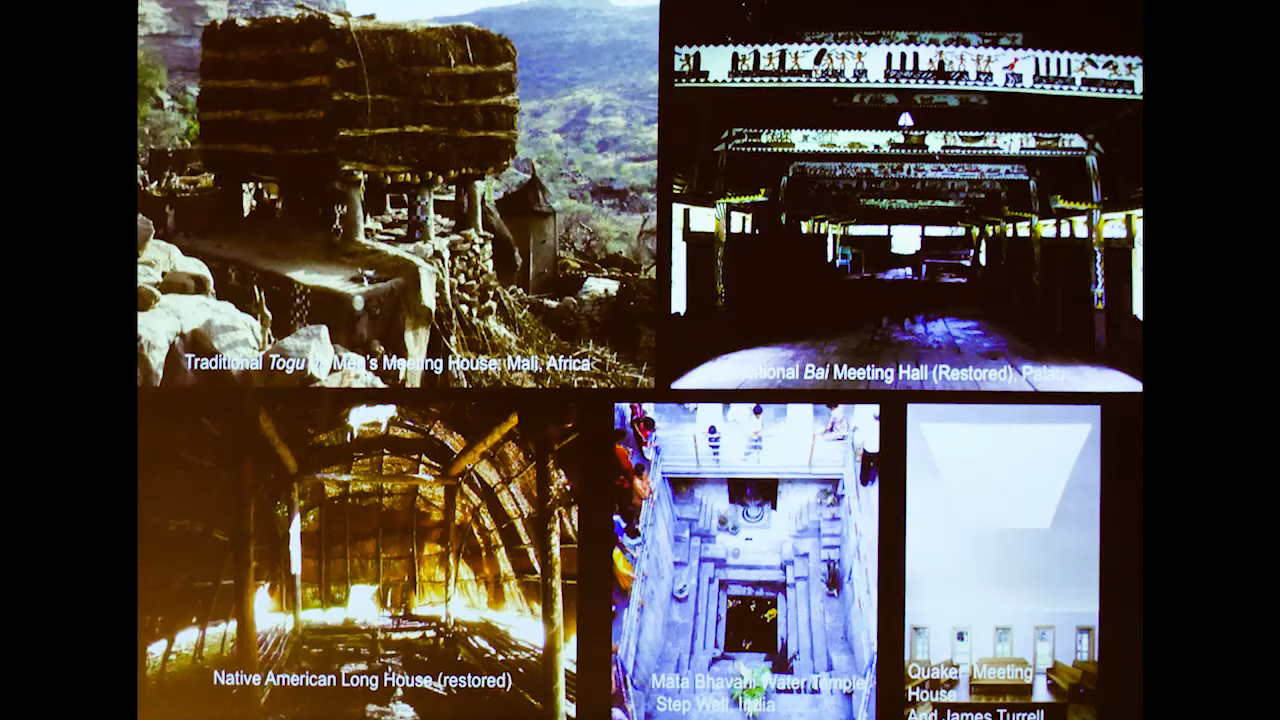 Traditional Togu Men's Meeting House, Mali, Africa
Bai Meeting Hall (Restored), Palau
Native American Long House (restored)
Mata Bhavani Water Temple,
Step Well, India
Quaker Meeting
House
And James Turrell